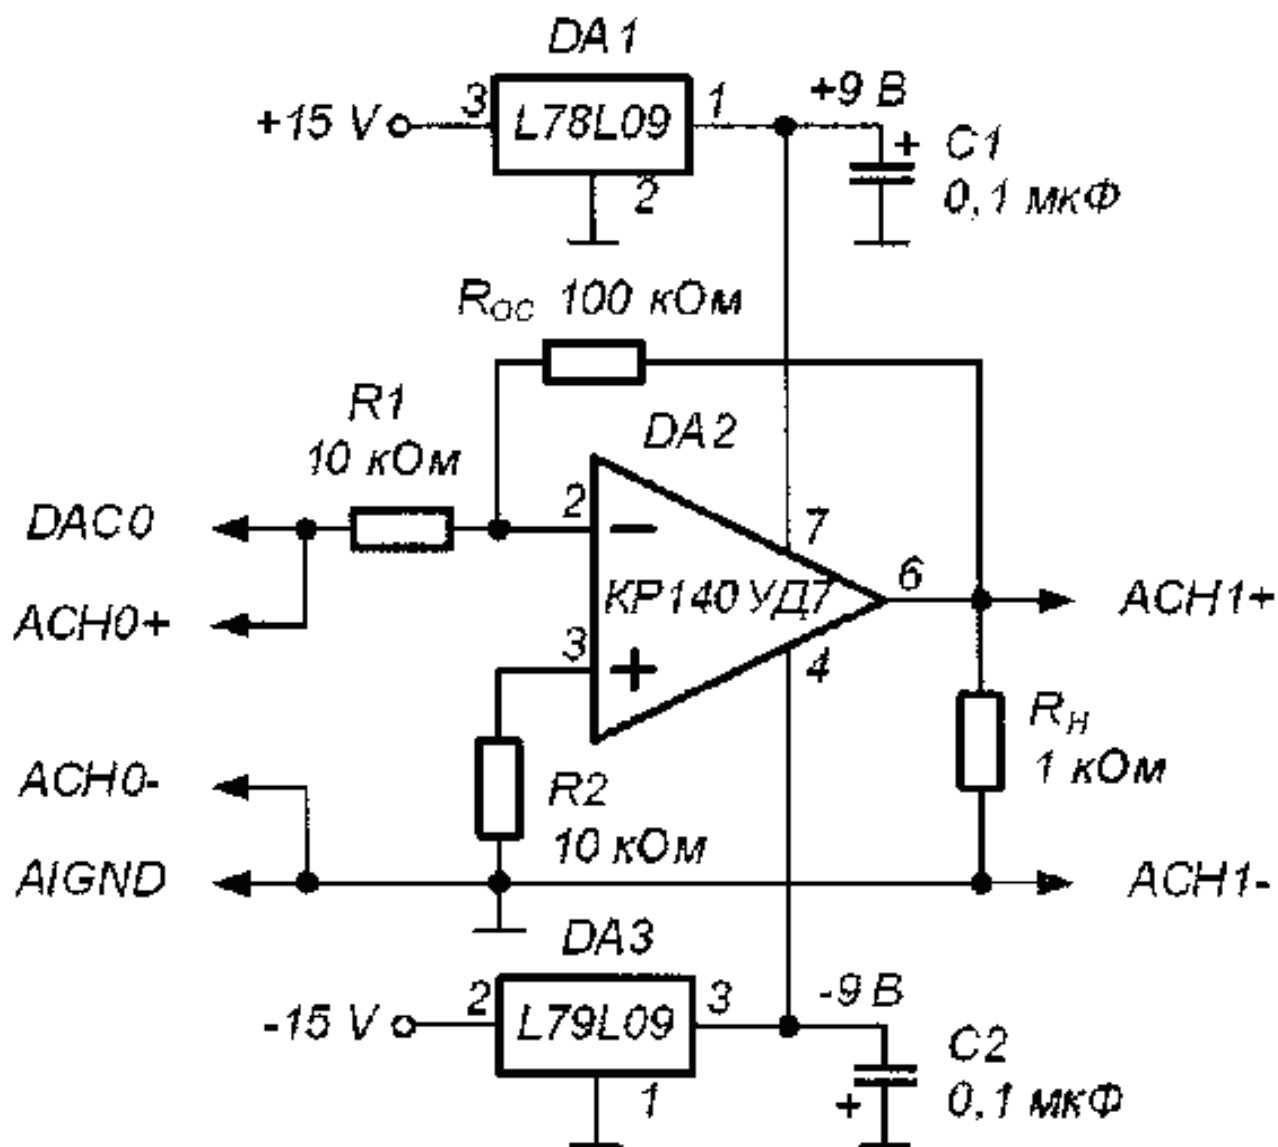 DA1
+15 V
3
L78L09
1
+9 В
2
+
C1
0,1 мкФ
Rос 100 кОм
R1
10 кОм
DA2
DAC0
2
−
7
ACH0+
КР140УД7
6
ACH1+
3
+
4
ACH0-
R2
10 кОм
Rн
1 кОм
AIGND
ACH1-
DA3
-15 V
2
L79L09
3
-9 В
1
C2
+
0,1 мкФ